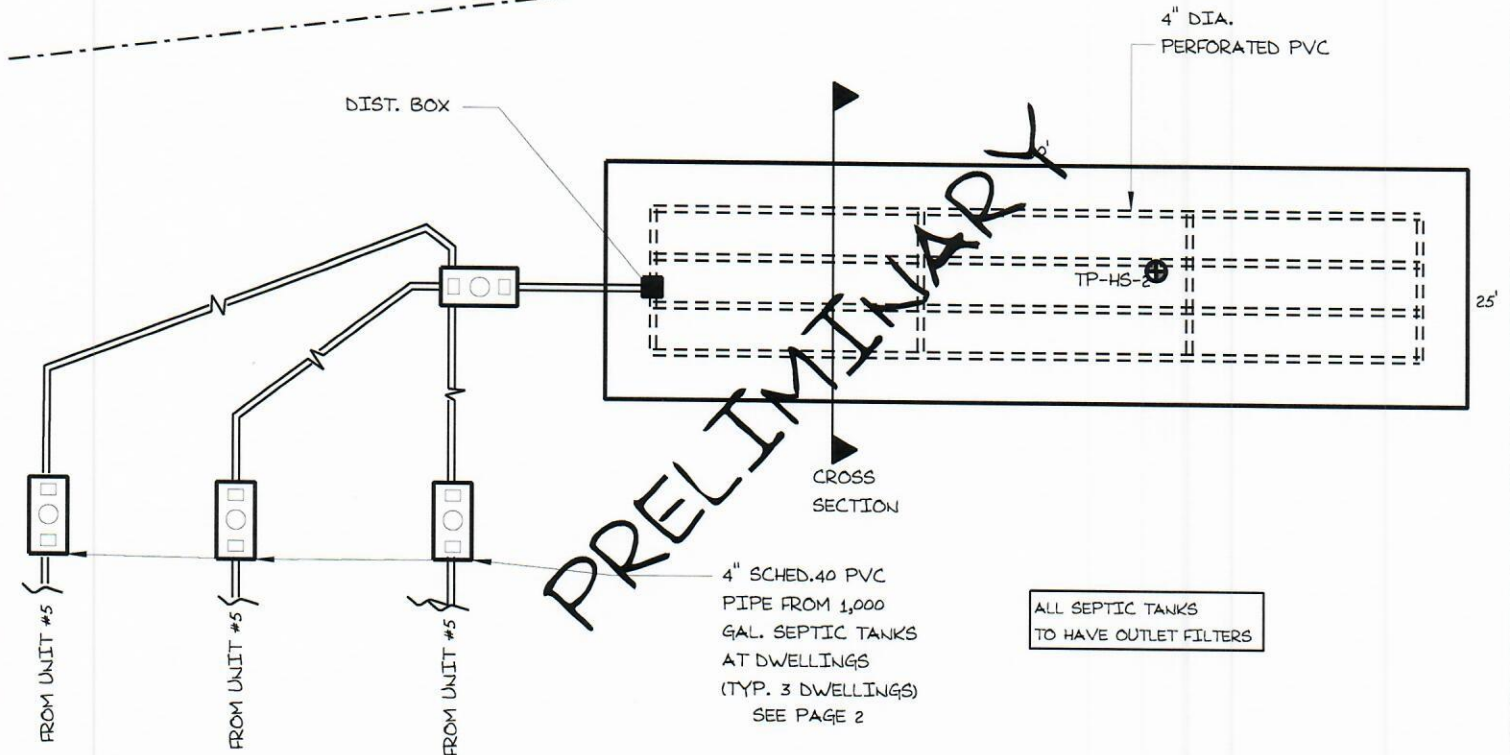 4" DIA.
PERFORATED PVC
DIST. BOX
PRELIMINARY
TP-HS-2
25'
CROSS
SECTION
4" SCHED.40 PVC
PIPE FROM 1,000
GAL. SEPTIC TANKS
AT DWELLINGS
(TYP. 3 DWELLINGS)
SEE PAGE 2
ALL SEPTIC TANKS
TO HAVE OUTLET FILTERS
FROM UNIT #5
FROM UNIT #5
FROM UNIT #5